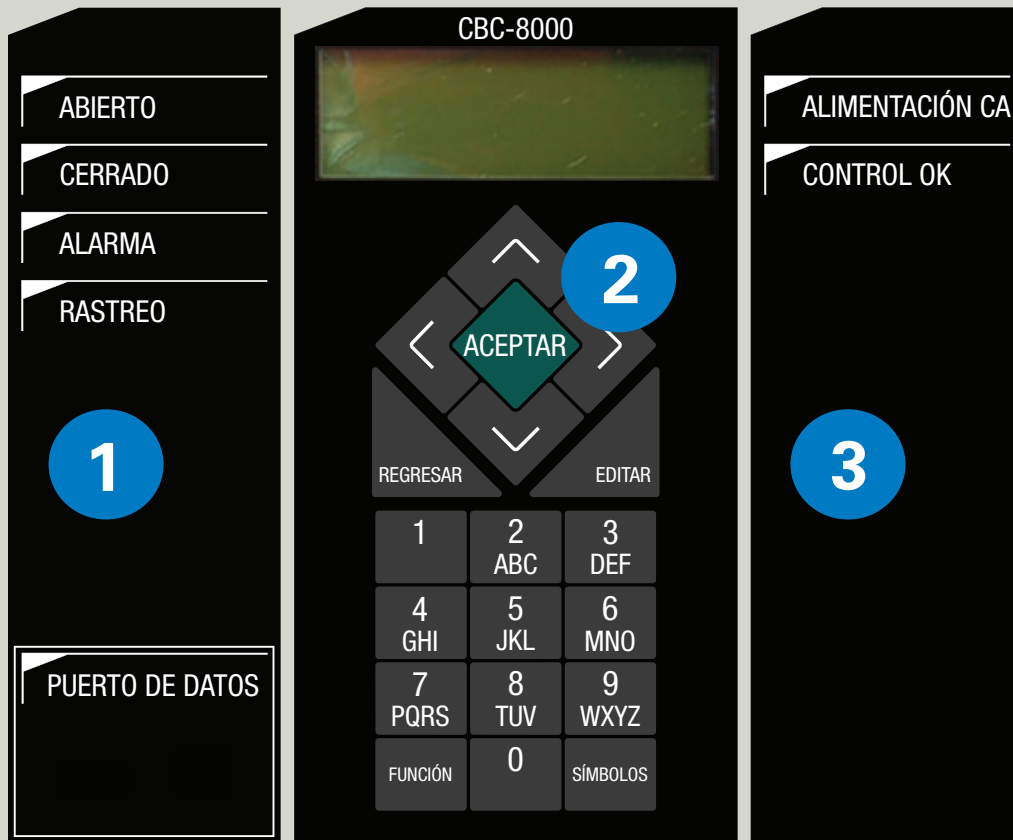 ABIERTO
CERRADO
ALARMA
RASTREO
1
PUERTO DE DATOS
CBC-8000
2
ACEPTAR
REGRESAR
EDITAR
1
2
3
ABC
DEF
4
5
6
GHI
JKL
MNO
7
8
9
PQRS
TUV
WXYZ
FUNCIÓN
0
SÍMBOLOS
ALIMENTACIÓN CA
CONTROL OK
3